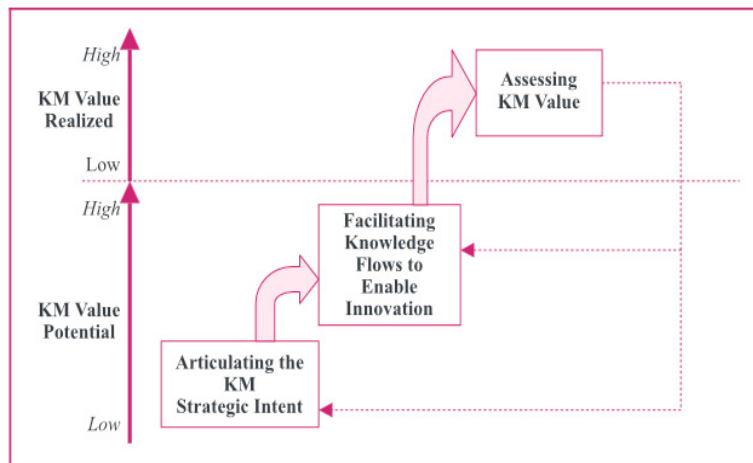 High
KM Value
Realized
Low
High
KM Value
Potential
Low
Assessing
KM Value
Facilitating
Knowledge
Flows to
Enable
Innovation
Articulating the
KM
Strategic Intent